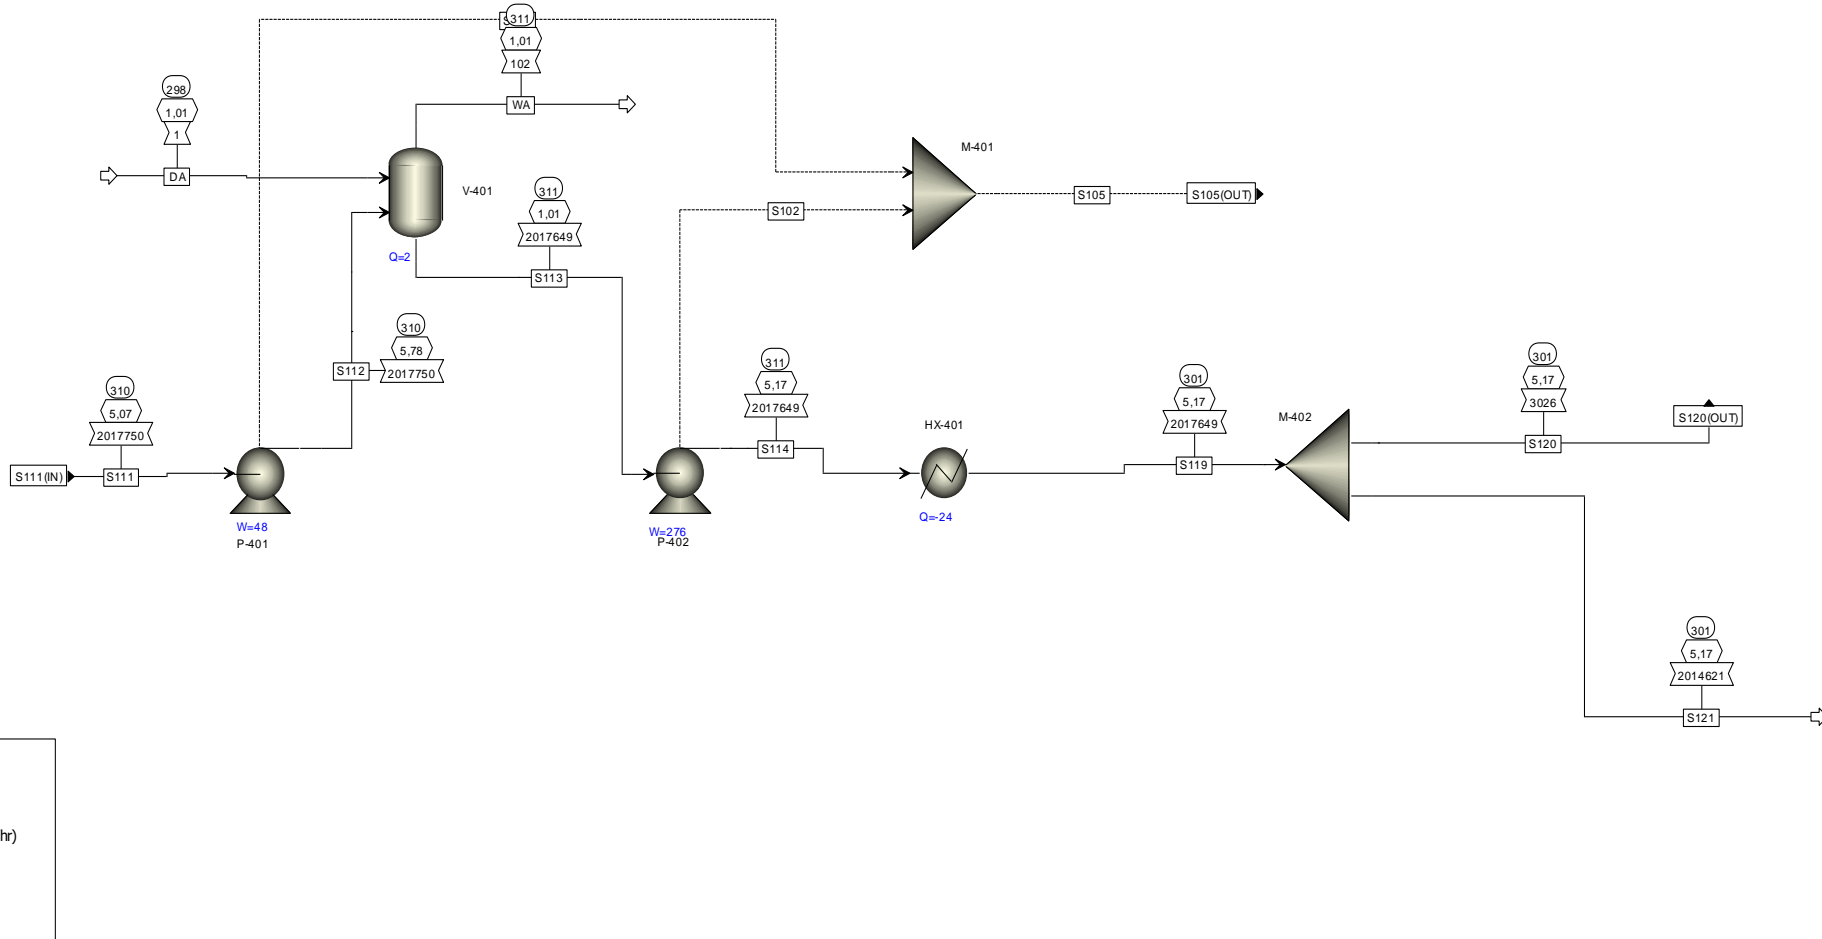 311
1,01
102
WA
298
1,01
1
DA
V-401
Q=2
M-401
S105
S105(OUT)
S102
311
1,01
2017649
S113
310
5,78
2017750
S112
310
5,07
2017750
S111(IN)
S111
W=48
P-401
311
5,17
2017649
S114
W=276
P-402
HX-401
Q=-24
301
5,17
2017649
S119
M-402
301
5,17
3026
S120
S120(OUT)
301
5,17
2014621
S121
hr)